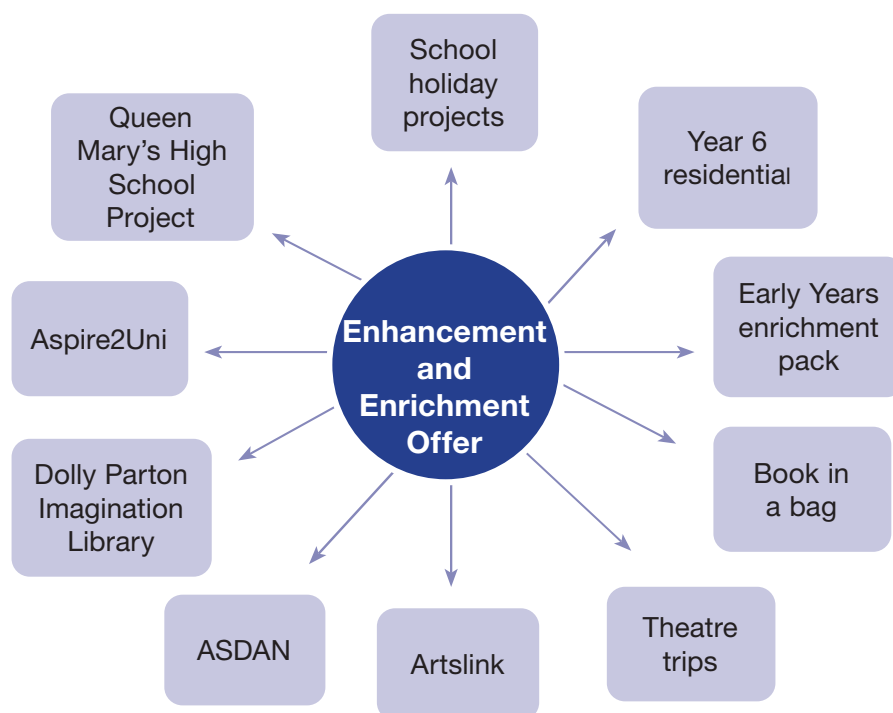 School
holiday
projects
Year 6
residential
Early Years
enrichment
pack
Book in
a bag
Theatre
trips
Artslink
ASDAN
Dolly Parton
Imagination
Library
Aspire2Uni
Queen
Mary’s High
School
Project
Enhancement
and
Enrichment
Offer